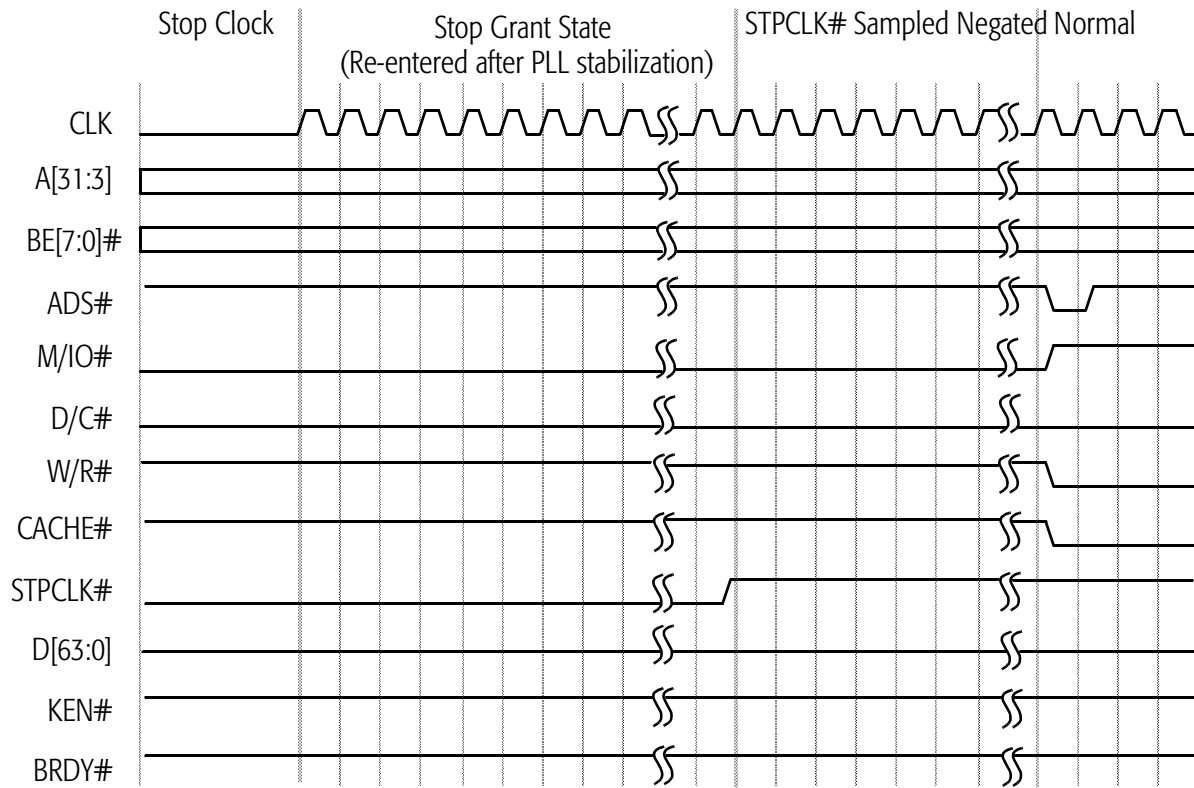 Stop Clock
Stop Grant State
(Re-entered after PLL stabilization)
STPCLK# Sampled Negated
Normal
CLK
A[31:3]
BE[7:0]#
ADS#
M/IO#
D/C#
W/R#
CACHE#
STPCLK#
D[63:0]
KEN#
BRDY#